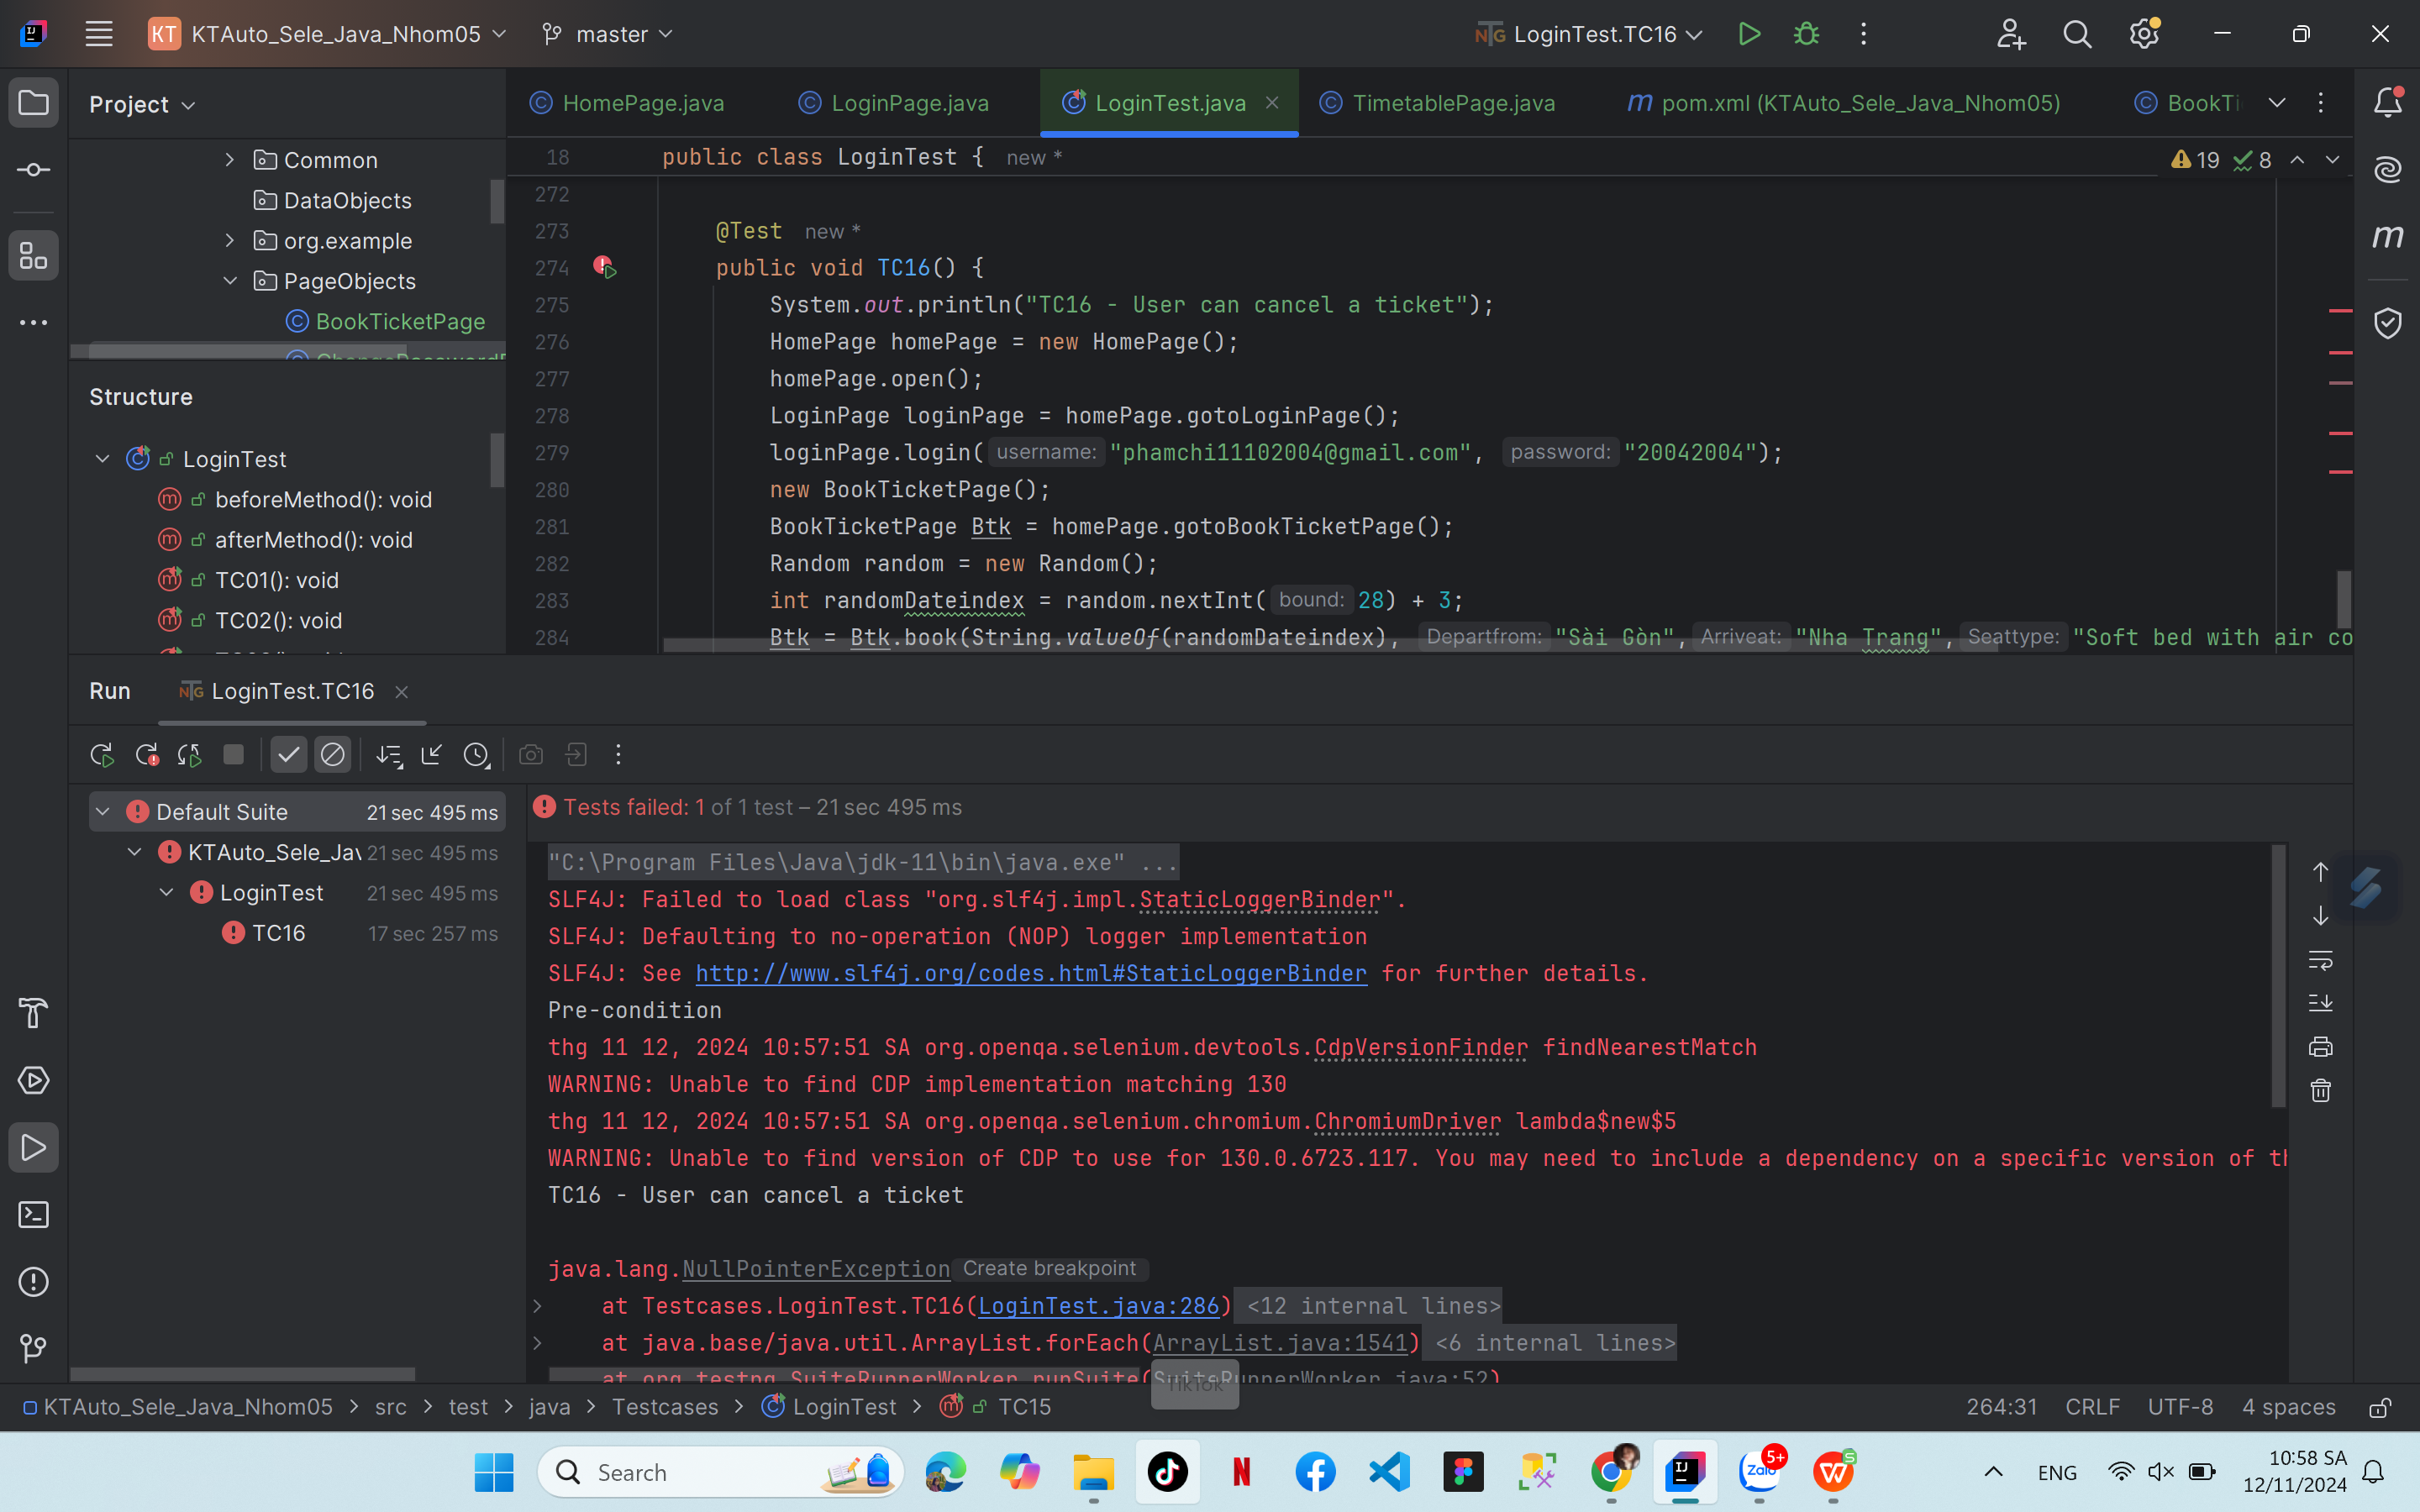 KT KTAuto_Sele_Java_Nhom05 master LoginTest.TC16
Project
HomePage.java LoginPage.java LoginTest.java TimetablePage.java pom.xml (KTAuto_Sele_Java_Nhom05)
Common
DataObjects
org.example
PageObjects
BookTicketPage
Structure
LoginTest
beforeMethod(): void
afterMethod(): void
TC01(): void
TC02(): void
18 public class LoginTest { new *
19 8
272
273 @Test new *
274 public void TC16() {
275 System.out.println("TC16 - User can cancel a ticket");
276 HomePage homePage = new HomePage();
277 homePage.open();
278 LoginPage loginPage = homePage.gotoLoginPage();
279 loginPage.login( username: "phamchi11102004@gmail.com", password: "20042004");
280 new BookTicketPage();
281 BookTicketPage Btk = homePage.gotoBookTicketPage();
282 Random random = new Random();
283 int randomDateindex = random.nextInt( bound: 28) + 3;
284 Btk = Btk.book(String.valueOf(randomDateindex), Departfrom: "Sài Gòn", Arriveat: "Nha Trang", Seattype: "Soft bed with air co
Run LoginTest.TC16
Default Suite 21 sec 495 ms
KTAuto_Sele_Jav 21 sec 495 ms
LoginTest 21 sec 495 ms
TC16 17 sec 257 ms
Tests failed: 1 of 1 test – 21 sec 495 ms
"C:\Program Files\Java\jdk-11\bin\java.exe" ...
SLF4J: Failed to load class "org.slf4j.impl.StaticLoggerBinder".
SLF4J: Defaulting to no-operation (NOP) logger implementation
SLF4J: See http://www.slf4j.org/codes.html#StaticLoggerBinder for further details.
Pre-condition
thg 11 12, 2024 10:57:51 SA org.openqa.selenium.devtools.CdpVersionFinder findNearestMatch
WARNING: Unable to find CDP implementation matching 130
thg 11 12, 2024 10:57:51 SA org.openqa.selenium.chromium.ChromiumDriver lambda$new$5
WARNING: Unable to find version of CDP to use for 130.0.6723.117. You may need to include a dependency on a specific version of th
TC16 - User can cancel a ticket
java.lang.NullPointerException Create breakpoint
at Testcases.LoginTest.TC16(LoginTest.java:286) <12 internal lines>
at java.base/java.util.ArrayList.forEach(ArrayList.java:1541) <6 internal lines>
at org.testng.SuiteRunnerWorker.runSuite(SuiteRunnerWorker.java:52)
TikTok
KTAuto_Sele_Java_Nhom05 > src > test > java > Testcases > LoginTest > TC15
264:31 CRLF UTF-8 4 spaces
Search
Zalo 5+
ENG
10:58 SA
12/11/2024